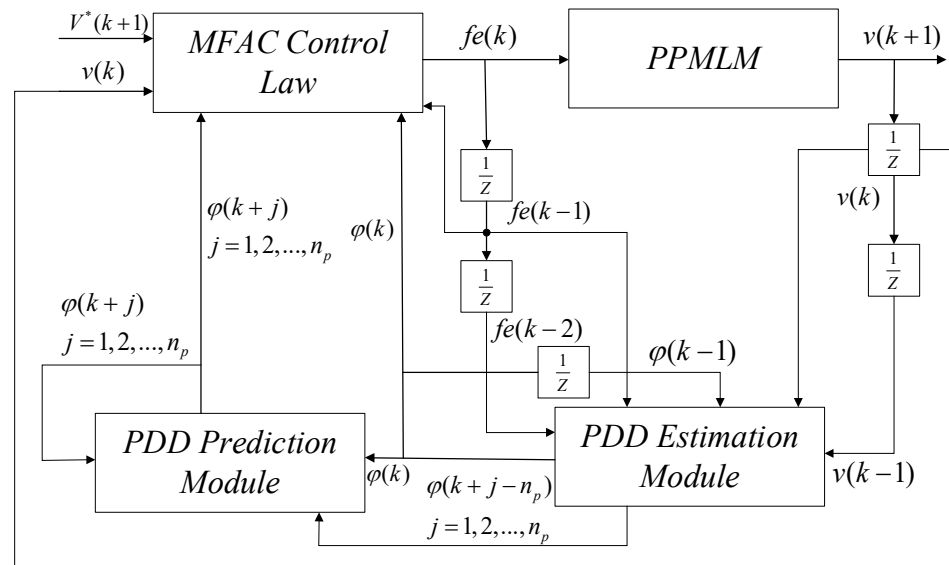 V*(k+1)
v(k)
MFAC Control
Law
fe(k)
PPMLM
v(k+1)
1/Z
1/Z
v(k)
φ(k+j)
j=1,2,...,n_p
φ(k)
fe(k−1)
1/Z
1/Z
φ(k+j)
j=1,2,...,n_p
fe(k−2)
1/Z
φ(k−1)
PDD Prediction
Module
φ(k)
PDD Estimation
Module
v(k−1)
φ(k+j−n_p)
j=1,2,...,n_p